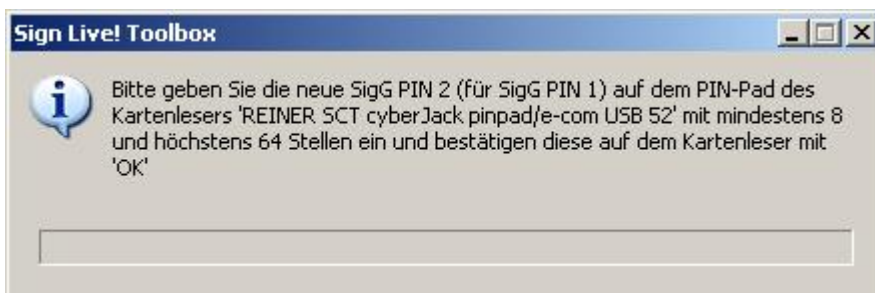 Sign Live! Toolbox
Bitte geben Sie die neue SigG PIN 2 (für SigG PIN 1) auf dem PIN-Pad des
Kartenlesers 'REINER SCT cyberJack pinpad/e-com USB 52' mit mindestens 8
und höchstens 64 Stellen ein und bestätigen diese auf dem Kartenleser mit
'OK'